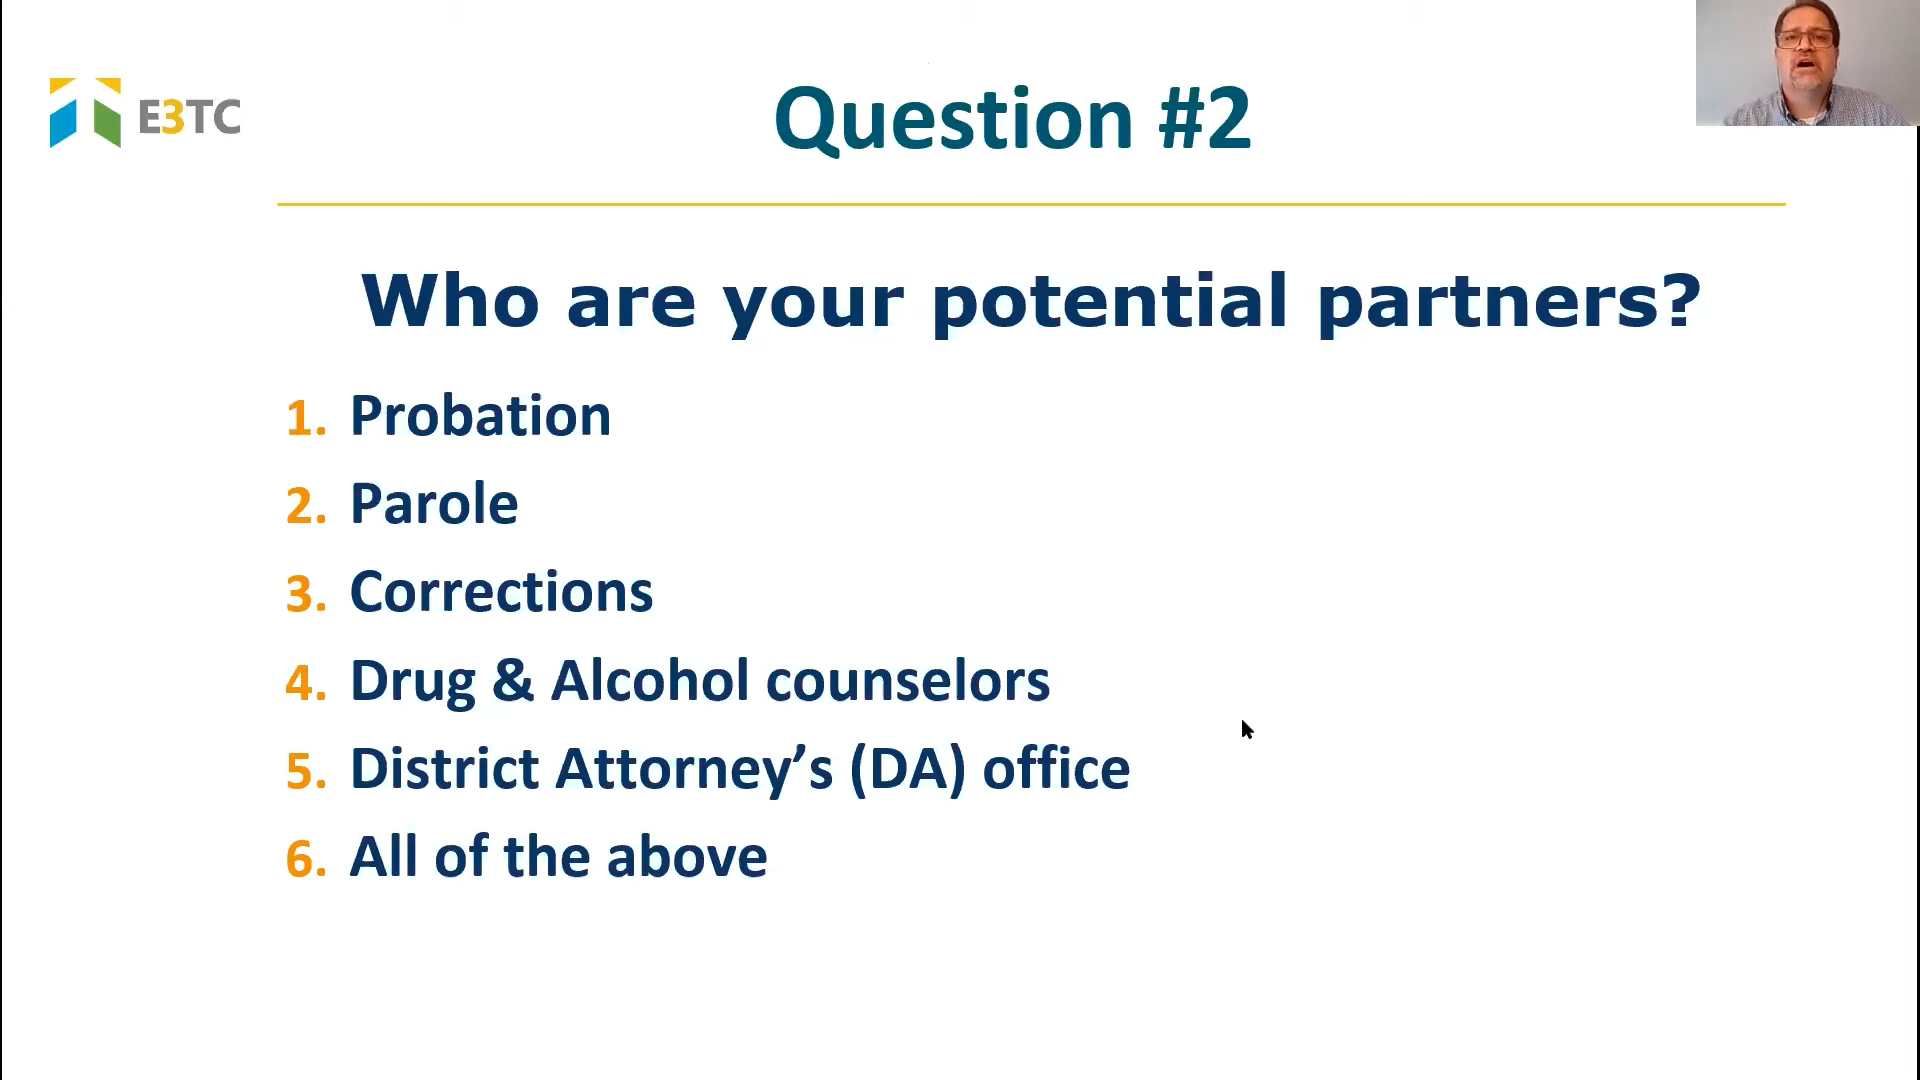 E3TC
Question #2
Who are your potential partners?
1. Probation
2. Parole
3. Corrections
4. Drug & Alcohol counselors
5. District Attorney’s (DA) office
6. All of the above